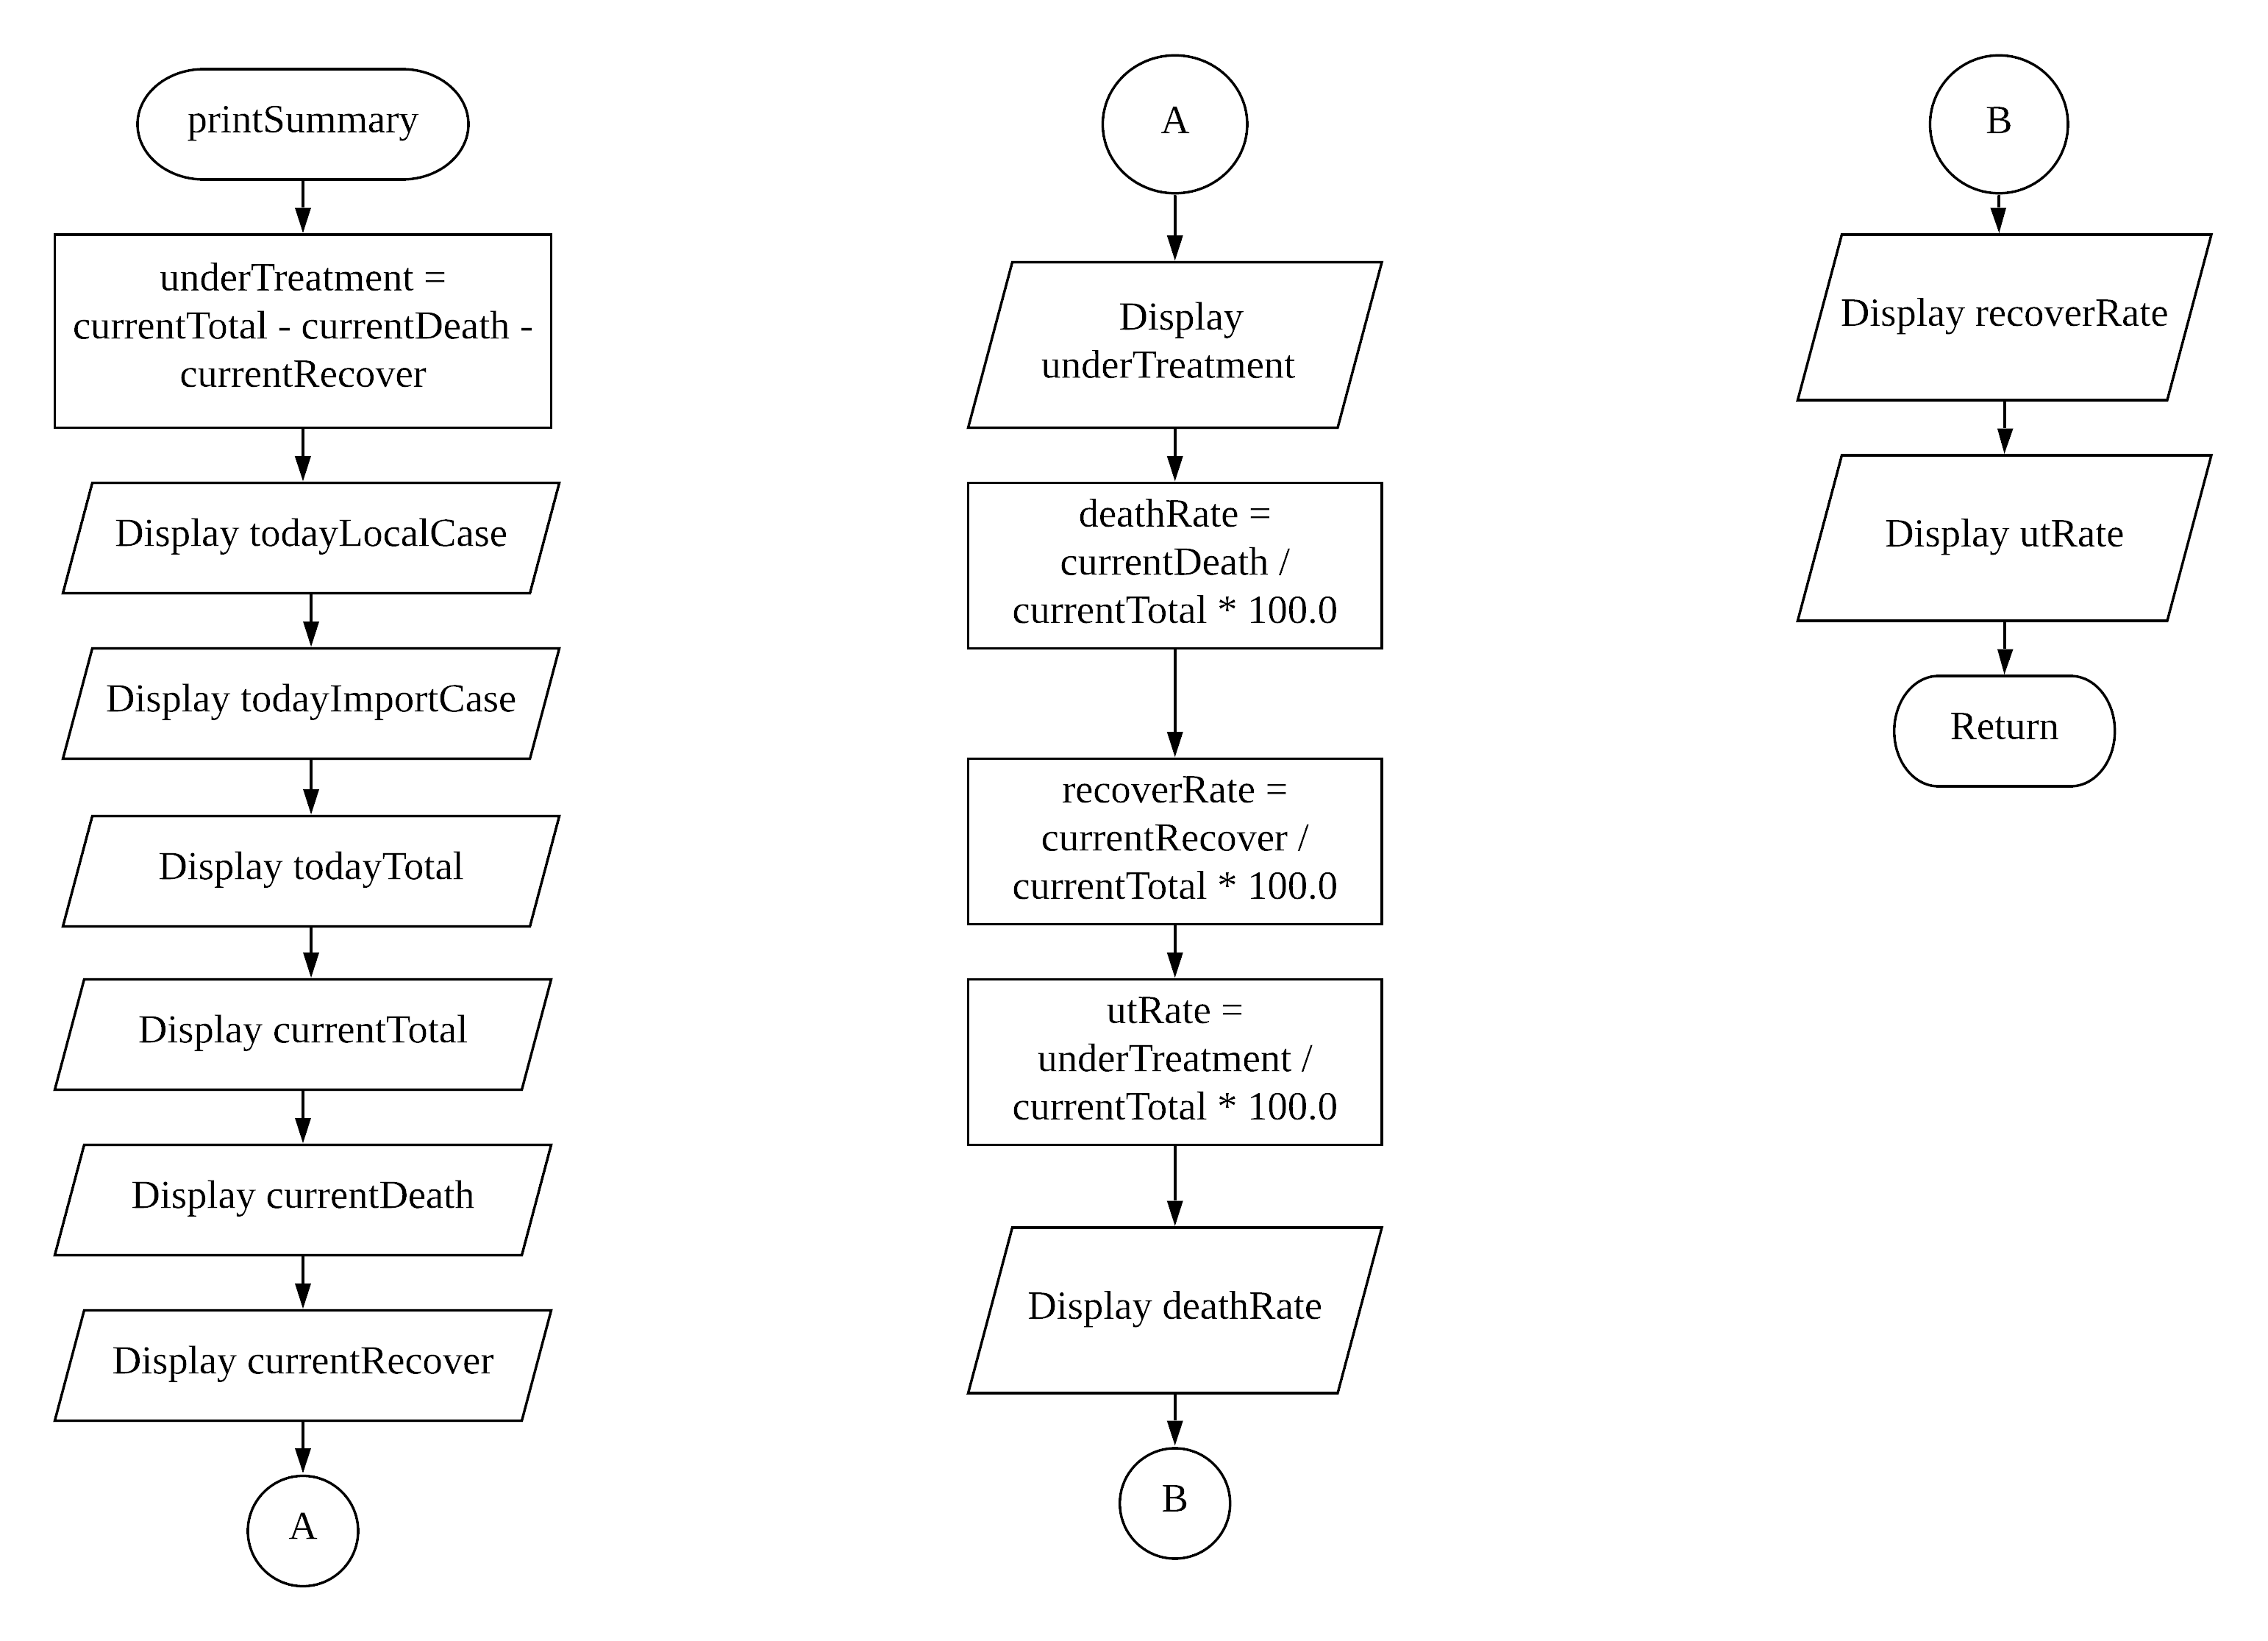 printSummary
underTreatment =
currentTotal - currentDeath -
currentRecover
Display todayLocalCase
Display todayImportCase
Display todayTotal
Display currentTotal
Display currentDeath
Display currentRecover
A
A
Display
underTreatment
deathRate =
currentDeath /
currentTotal * 100.0
recoverRate =
currentRecover /
currentTotal * 100.0
utRate =
underTreatment /
currentTotal * 100.0
Display deathRate
B
B
Display recoverRate
Display utRate
Return